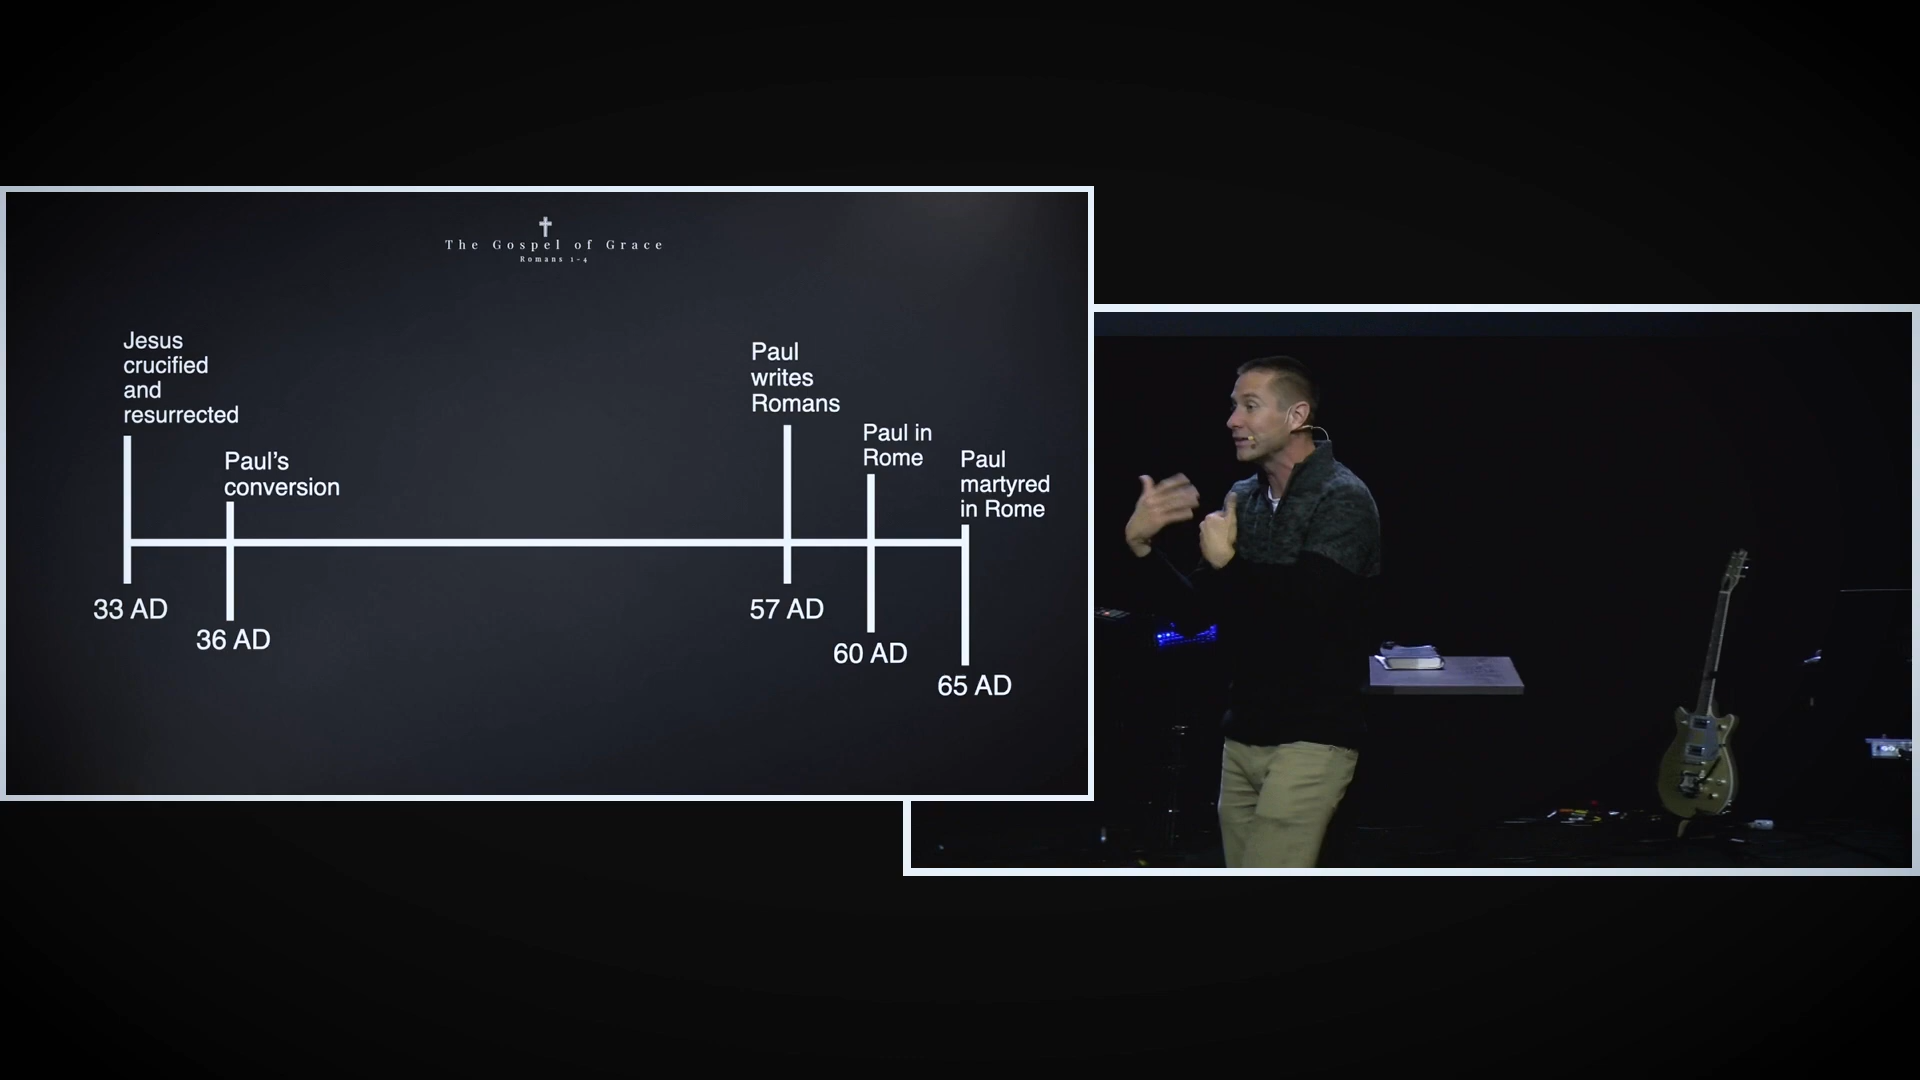 The Gospel of Grace
Romans 1-4
Jesus
crucified
and
resurrected
Paul's
conversion
Paul
writes
Romans
Paul in
Rome
Paul
martyred
in Rome
33 AD
36 AD
57 AD
60 AD
65 AD